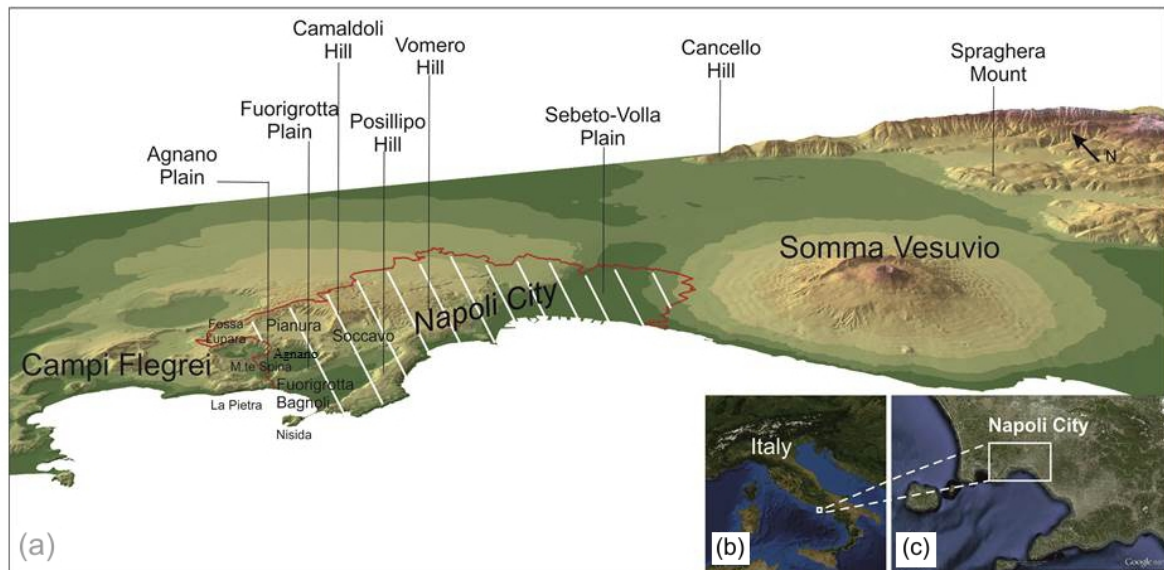 Camaldoli
Hill
Vomero
Hill
Cancello
Hill
Spraghera
Mount
Fuorigrotta
Plain
Posillipo
Hill
Sebeto-Volla
Plain
Agnano
Plain
N
Somma Vesuvio
Napoli City
Fossa
Lupara
Pianura
Soccavo
Campi Flegrei
Agnano
M.te Spina
Fuorigrotta
Bagnoli
La Pietra
Nisida
Italy
Napoli City
(a)
(b)
(c)
Google